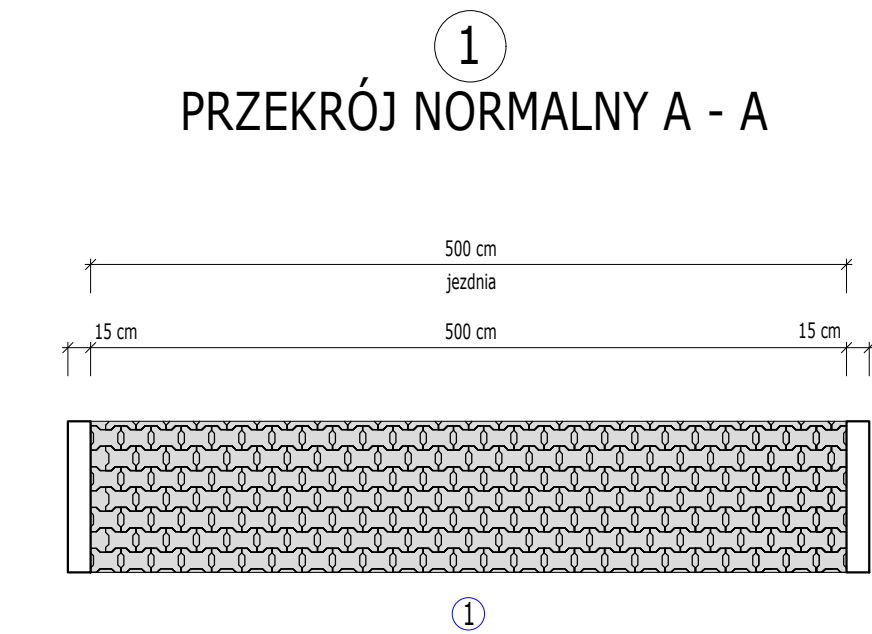 1
PRZEKRÓJ NORMALNY A - A
500 cm
jezdnia
15 cm 500 cm 15 cm
1